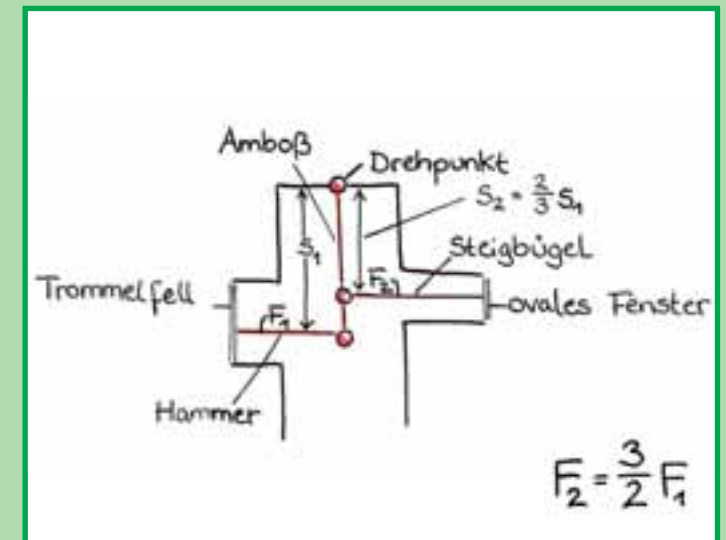 Amboß
Drehpunkt
S₂ = 2/3 S₁
S₁
Steigbügel
Trommelfell
F₂
F₁
ovales Fenster
Hammer
F₂ = 3/2 F₁